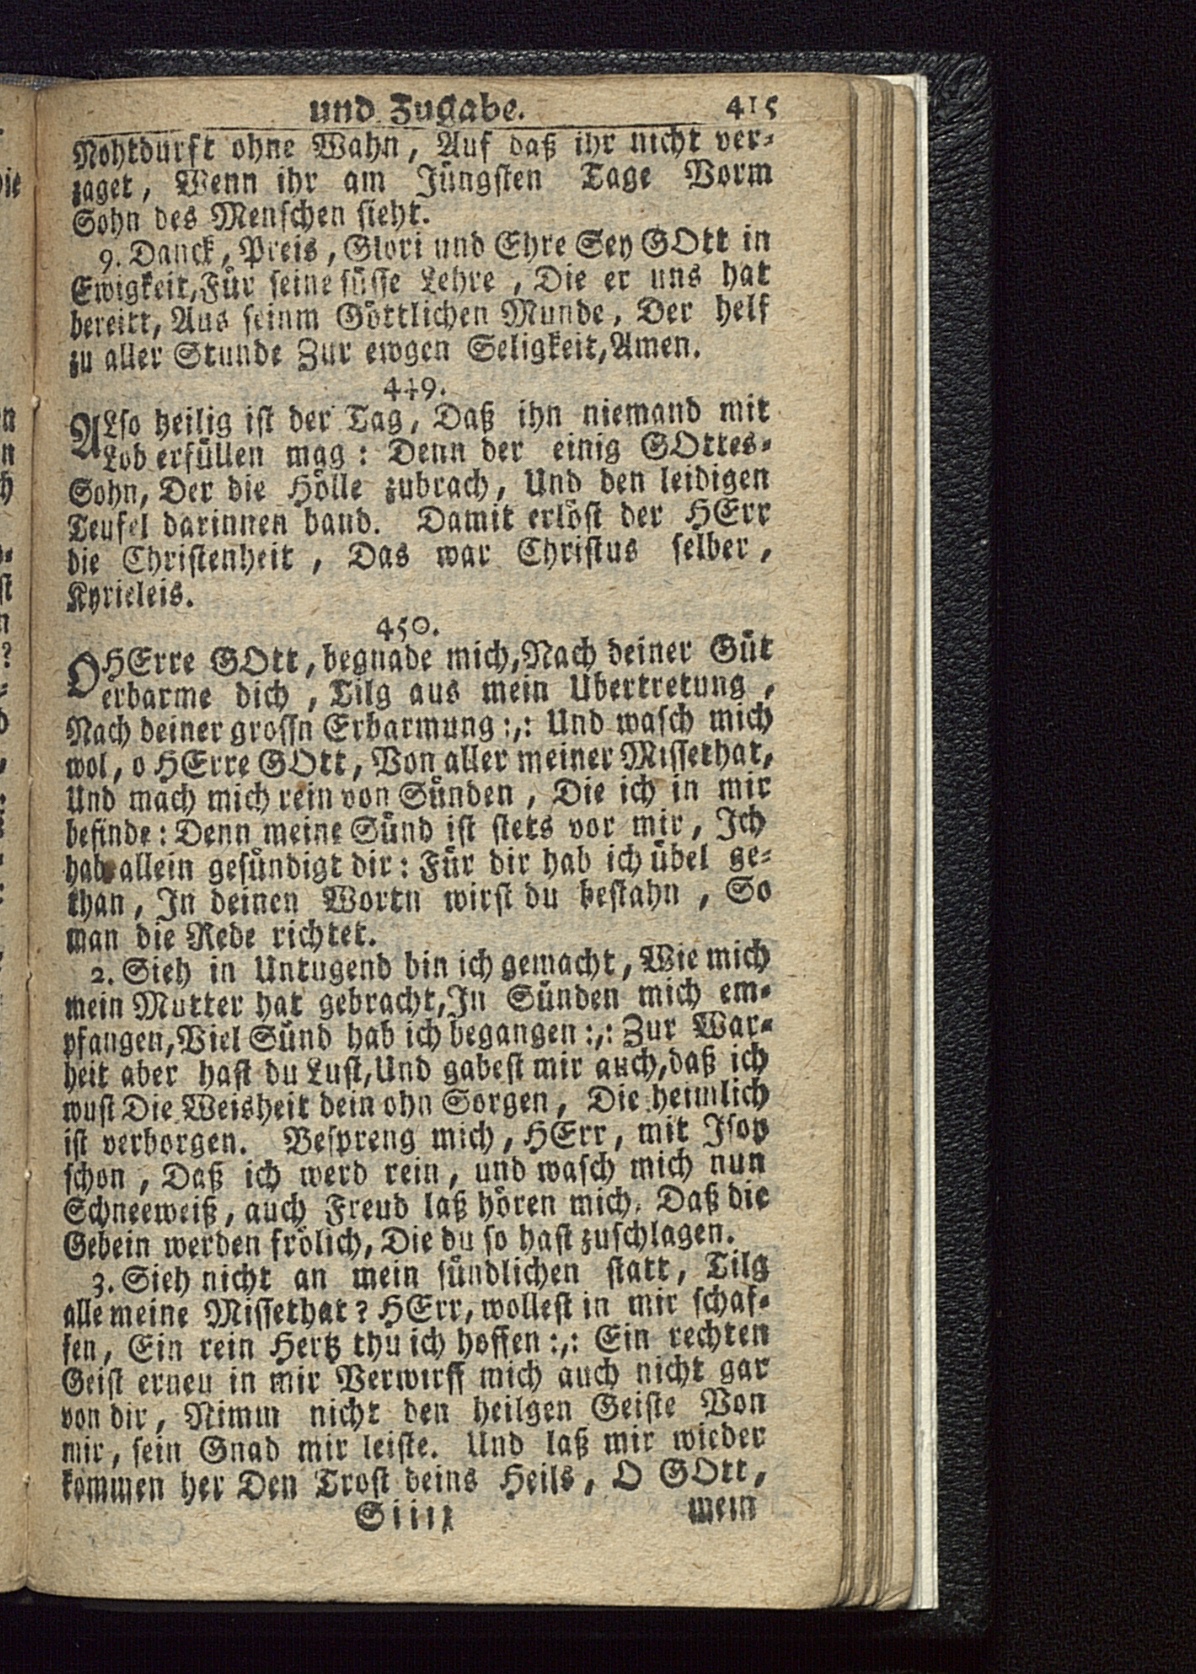 und Zugabe. 415
Nohtdurft ohne Wahn, Auf daß ihr nicht ver-
zaget, Wenn ihr am Jüngsten Tage Vorm
Sohn des Menschen sieht.
9. Danck, Preis, Glori und Ehre Sey GOtt in
Ewigkeit, Für seine süsse Lehre, Die er uns hat
bereitt, Aus seinm Göttlichen Munde, Der helf
zu aller Stunde Zur ewgen Seligkeit, Amen.
449.
ALso heilig ist der Tag, Daß ihn niemand mit
Lob erfüllen mag: Denn der einig GOttes-
Sohn, Der die Hölle zubrach, Und den leidigen
Teufel darinnen band. Damit erlöst der HErr
die Christenheit, Das war Christus selber,
Kyrieleis.
450.
O HErre GOtt, begnade mich, Nach deiner Güt
erbarme dich, Tilg aus mein Ubertretung,
Nach deiner grossn Erbarmung :,: Und wasch mich
wol, o HErre GOtt, Von aller meiner Missethat,
Und mach mich rein von Sünden, Die ich in mir
befinde: Denn meine Sünd ist stets vor mir, Ich
hab allein gesündigt dir: Für dir hab ich übel ge-
than, In deinen Wortn wirst du bestahn, So
man die Rede richtet.
2. Sieh in Untugend bin ich gemacht, Wie mich
mein Mutter hat gebracht, In Sünden mich em-
pfangen, Viel Sünd hab ich begangen :,: Zur War-
heit aber hast du Lust, Und gabest mir auch, daß ich
wust Die Weisheit dein ohn Sorgen, Die heimlich
ist verborgen. Bespreng mich, HErr, mit Isop
schon, Daß ich werd rein, und wasch mich nun
Schneeweiß, auch Freud laß hören mich, Daß die
Gebein werden frölich, Die du so hast zuschlagen.
3. Sieh nicht an mein sündlichen statt, Tilg
alle meine Missethat? HErr, wollest in mir schaf-
fen, Ein rein Hertz thu ich hoffen :,: Ein rechten
Geist erneu in mir Verwirff mich auch nicht gar
von dir, Nimm nicht den heilgen Geiste Von
mir, sein Gnad mir leiste. Und laß mir wieder
kommen her Den Trost deins Heils, O GOtt,
mein